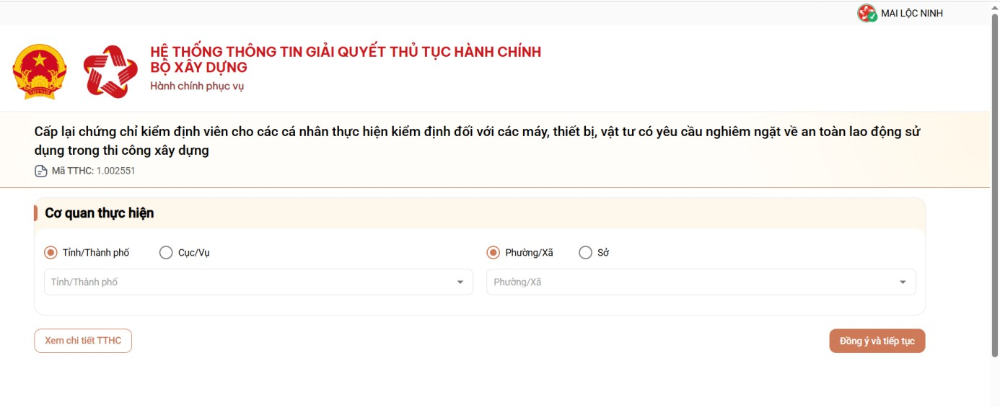 MAI LỘC NINH
HỆ THỐNG THÔNG TIN GIẢI QUYẾT THỦ TỤC HÀNH CHÍNH
BỘ XÂY DỰNG
Hành chính phục vụ
VIỆT NAM
Cấp lại chứng chỉ kiểm định viên cho các cá nhân thực hiện kiểm định đối với các máy, thiết bị, vật tư có yêu cầu nghiêm ngặt về an toàn lao động sử
dụng trong thi công xây dựng
Mã TTHC: 1.002551
Cơ quan thực hiện
Tỉnh/Thành phố Cục/Vụ Phường/Xã Sở
Tỉnh/Thành phố Phường/Xã
Xem chi tiết TTHC Đồng ý và tiếp tục